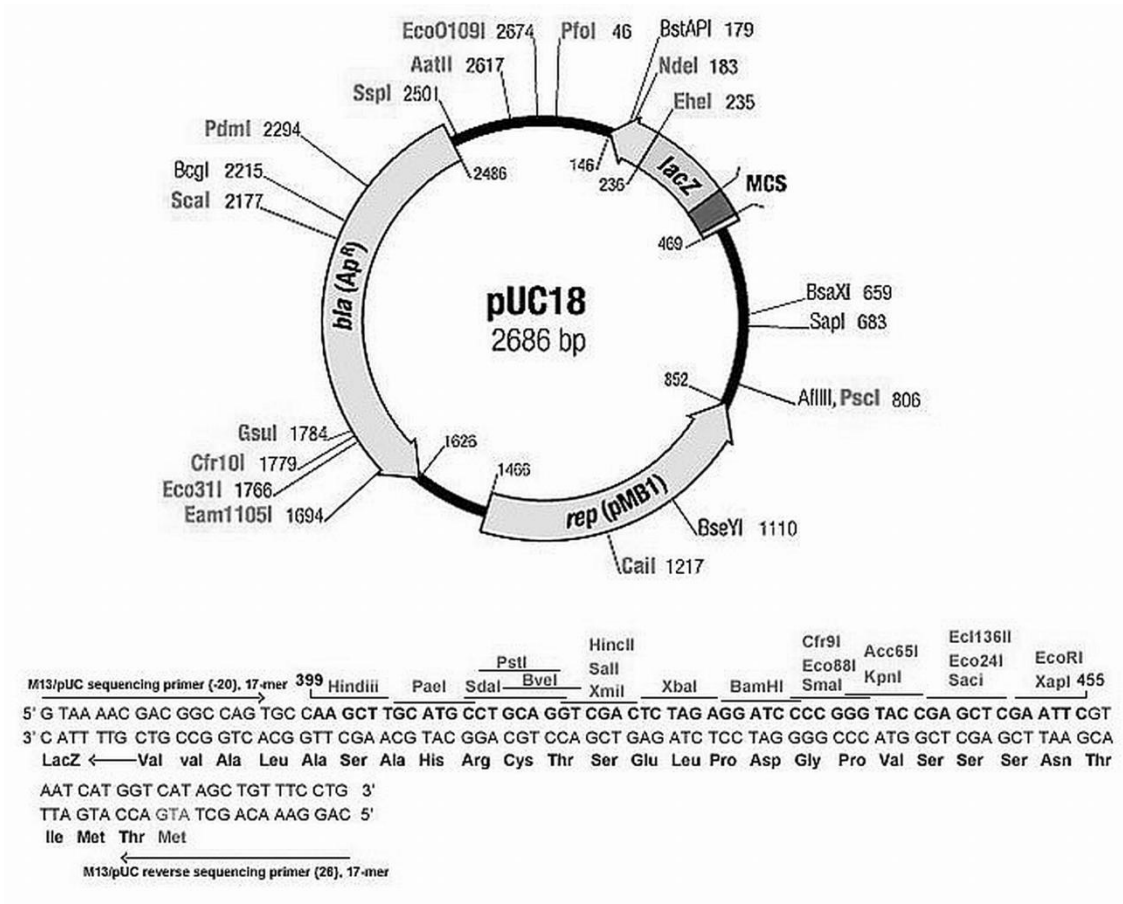 EcoO109I 2674 PfoI 46 BstAPI 179
AatII 2617 NdeI 183
SspI 2501 EheI 235
PdmI 2294
BcgI 2215
ScaI 2177
2486 146 236 lacZ MCS
469
bla (Ap^R)
pUC18
2686 bp
BsaXI 659
SapI 683
852
AflIII, PscI 806
GsuI 1784
Cfr10I 1779
Eco31I 1766
Eam1105I 1694
1626
1466
rep (pMB1)
BseYI 1110
CaiI 1217
HincII Cfr9I Acc65I Ecl136II
PstI SalI Eco88I KpnI Eco24I EcoRI
M13/pUC sequencing primer (-20), 17-mer 399 Hindiii PaeI SdaI BveI XmiI XbaI BamHI SmaI Saci XapI 455
5' G TAA AAC GAC GGC CAG TGC CAA GCT T GC ATG CCT GCA GGT CGA CTC TAG AGG ATC CCC GGG TAC CGA GCT CGA ATT CGT
3' C ATT TTG CTG CCG GTC ACG GTT CGA ACG TAC GGA CGT CCA GCT GAG ATC TCC TAG GGG CCC ATG GCT CGA GCT TAA GCA
LacZ Val val Ala Leu Ala Ser Ala His Arg Cys Thr Ser Glu Leu Pro Asp Gly Pro Val Ser Ser Ser Asn Thr
AAT CAT GGT CAT AGC TGT TTC CTG 3'
TTA GTA CCA GTA TCG ACA AAG GAC 5'
Ile Met Thr Met
M13/pUC reverse sequencing primer (26), 17-mer